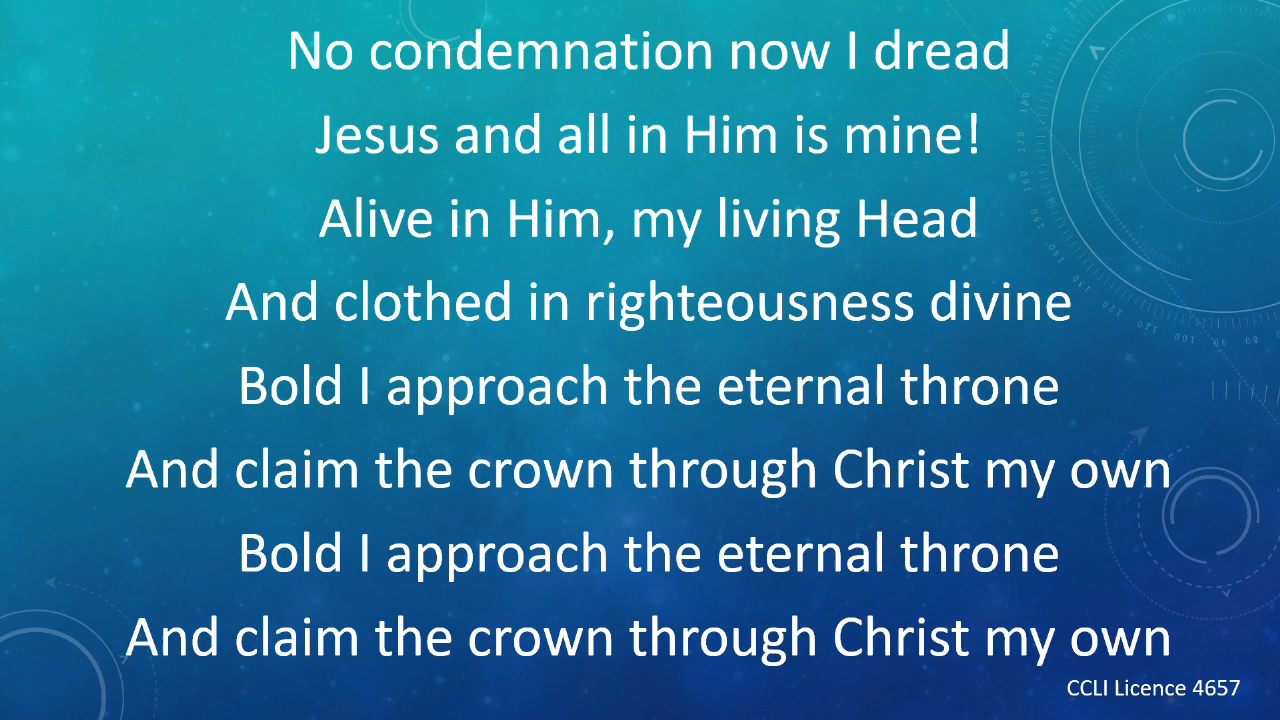 No condemnation now I dread
Jesus and all in Him is mine!
Alive in Him, my living Head
And clothed in righteousness divine
Bold I approach the eternal throne
And claim the crown through Christ my own
Bold I approach the eternal throne
And claim the crown through Christ my own
CCLI Licence 4657